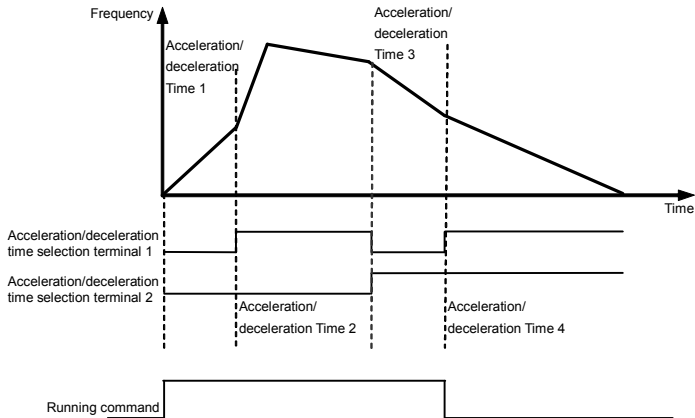 Frequency
Acceleration/
deceleration
Time 1
Acceleration/
deceleration
Time 3
Time
Acceleration/deceleration
time selection terminal 1
Acceleration/deceleration
time selection terminal 2
Acceleration/
deceleration Time 2
Acceleration/
deceleration Time 4
Running command